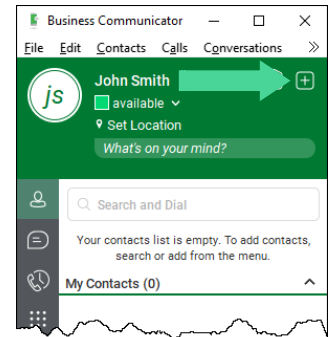 Business Communicator
File Edit Contacts Calls Conversations »
John Smith
js
available
Set Location
What's on your mind?
Search and Dial
Your contacts list is empty. To add contacts,
search or add from the menu.
My Contacts (0)